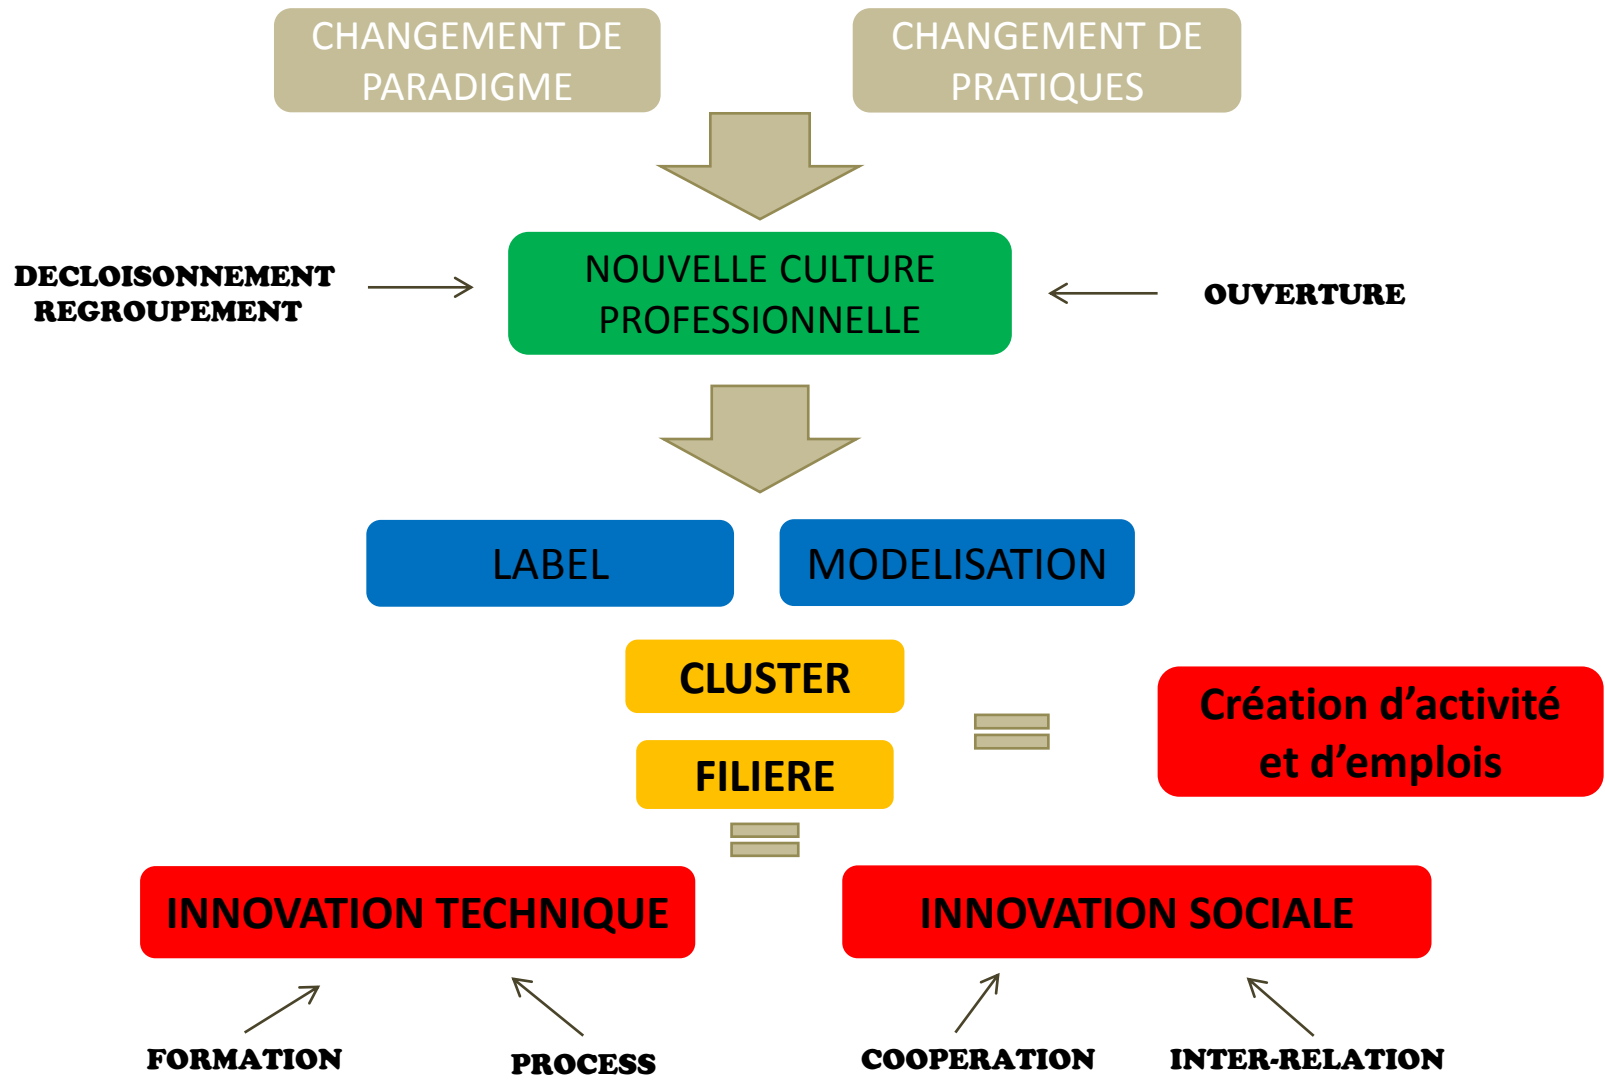 CHANGEMENT DE
PARADIGME
CHANGEMENT DE
PRATIQUES
DECLOISONNEMENT
REGROUPEMENT
NOUVELLE CULTURE
PROFESSIONNELLE
OUVERTURE
LABEL
MODELISATION
CLUSTER
FILIERE
Création d’activité
et d’emplois
INNOVATION TECHNIQUE
INNOVATION SOCIALE
FORMATION
PROCESS
COOPERATION
INTER-RELATION